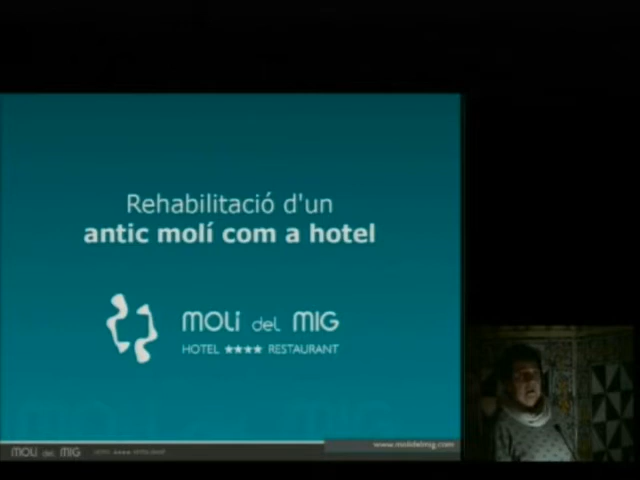 Rehabilitació d'un
antic molí com a hotel
MOLÍ del MIG
HOTEL ★★★★ RESTAURANT
www.molidelmig.com
MOLÍ del MIG